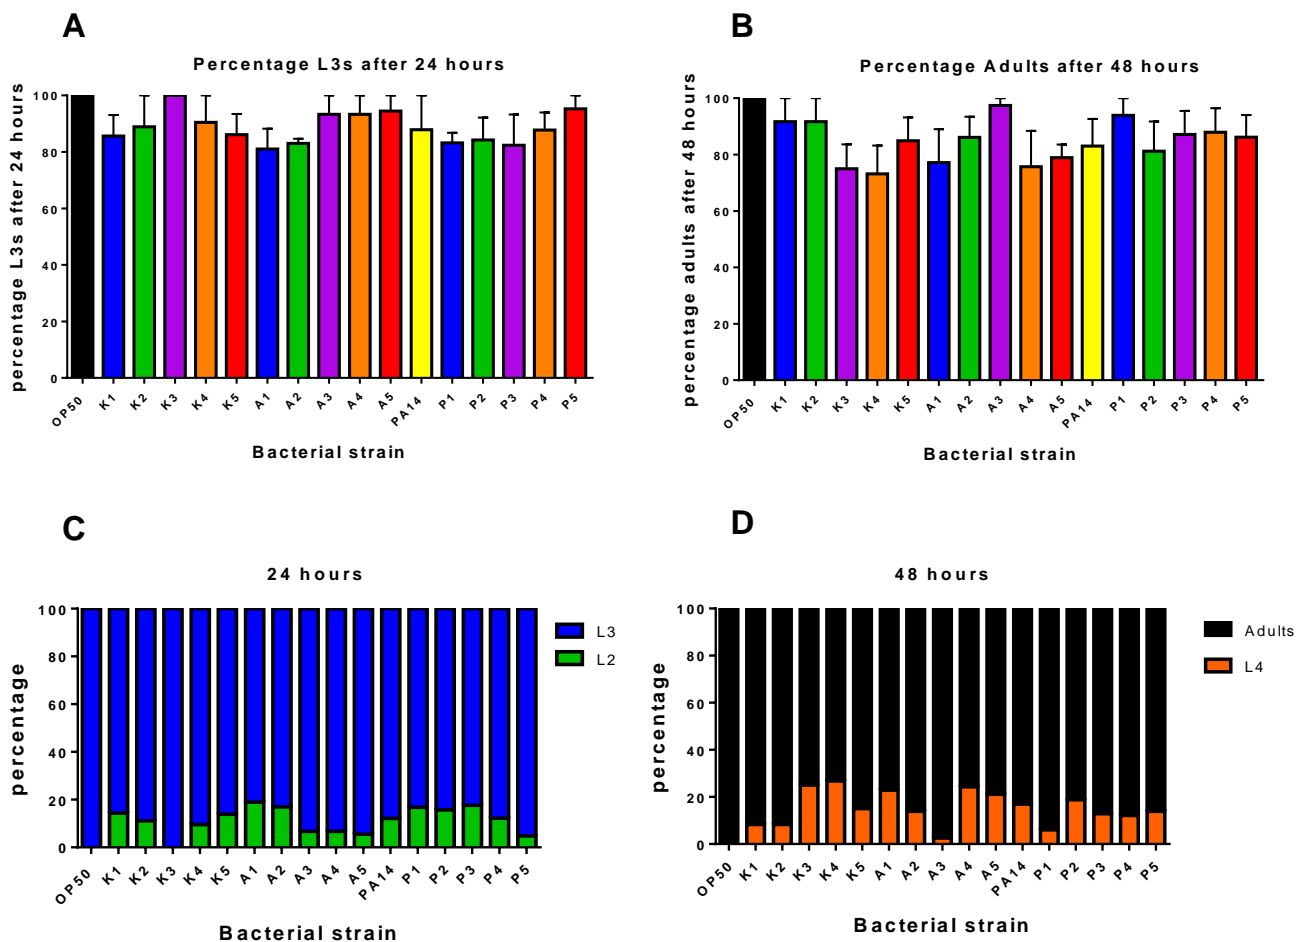 A
Percentage L3s after 24 hours
percentage L3s after 24 hours
100
80
60
40
20
0
OP50 K1 K2 K3 K4 K5 A1 A2 A3 A4 A5 PA14 P1 P2 P3 P4 P5
Bacterial strain
B
Percentage Adults after 48 hours
percentage adults after 48 hours
100
80
60
40
20
0
OP50 K1 K2 K3 K4 K5 A1 A2 A3 A4 A5 PA14 P1 P2 P3 P4 P5
Bacterial strain
C
24 hours
percentage
100
80
60
40
20
0
OP50 K1 K2 K3 K4 K5 A1 A2 A3 A4 A5 PA14 P1 P2 P3 P4 P5
Bacterial strain
L3
L2
D
48 hours
percentage
100
80
60
40
20
0
OP50 K1 K2 K3 K4 K5 A1 A2 A3 A4 A5 PA14 P1 P2 P3 P4 P5
Bacterial strain
Adults
L4